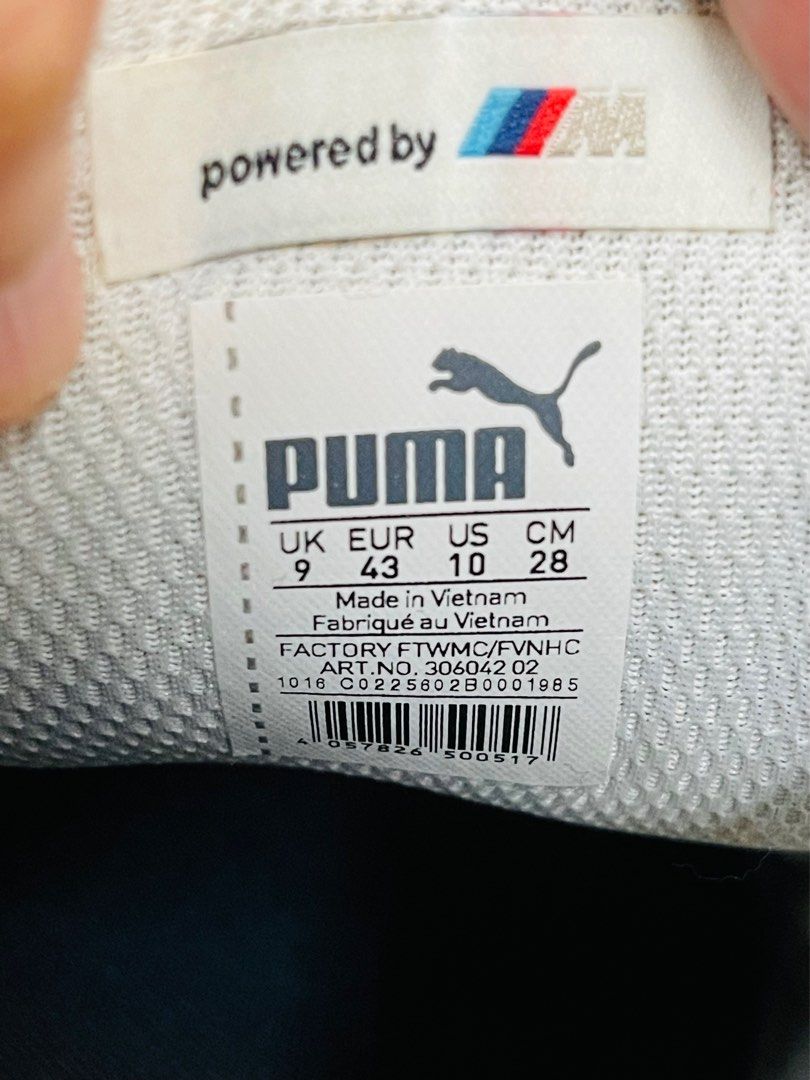 powered by M
PUMA
UK EUR US CM
9 43 10 28
Made in Vietnam
Fabriqué au Vietnam
FACTORY FTWMC/FVNHC
ART.NO. 306042 02
1016 C0225602B0001985
4 057826 500517